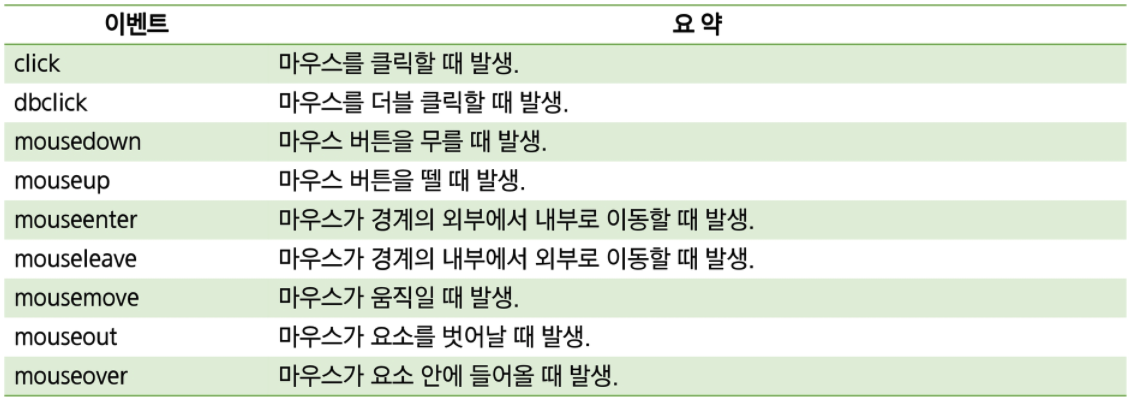 이벤트 요 약
click 마우스를 클릭할 때 발생.
dbclick 마우스를 더블 클릭할 때 발생.
mousedown 마우스 버튼을 무를 때 발생.
mouseup 마우스 버튼을 뗄 때 발생.
mouseenter 마우스가 경계의 외부에서 내부로 이동할 때 발생.
mouseleave 마우스가 경계의 내부에서 외부로 이동할 때 발생.
mousemove 마우스가 움직일 때 발생.
mouseout 마우스가 요소를 벗어날 때 발생.
mouseover 마우스가 요소 안에 들어올 때 발생.